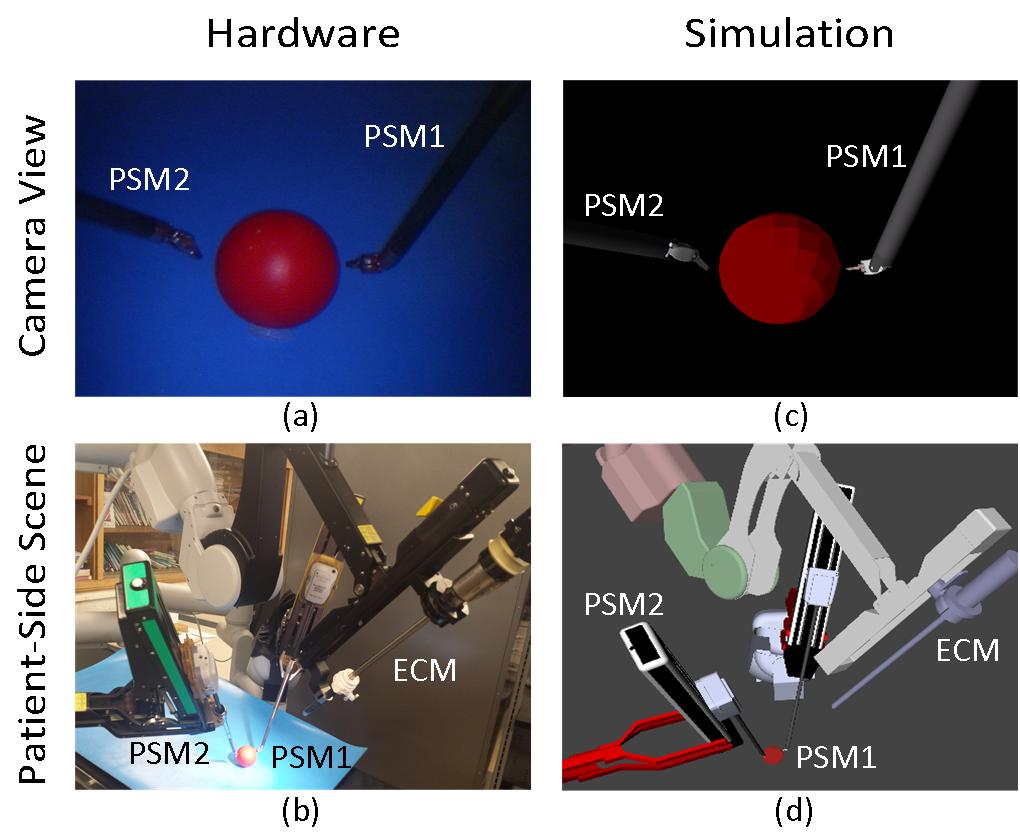 Hardware
Simulation
Camera View
PSM2
PSM1
PSM2
PSM1
(a)
(c)
Patient-Side Scene
ECM
PSM2
PSM1
PSM2
ECM
PSM1
(b)
(d)